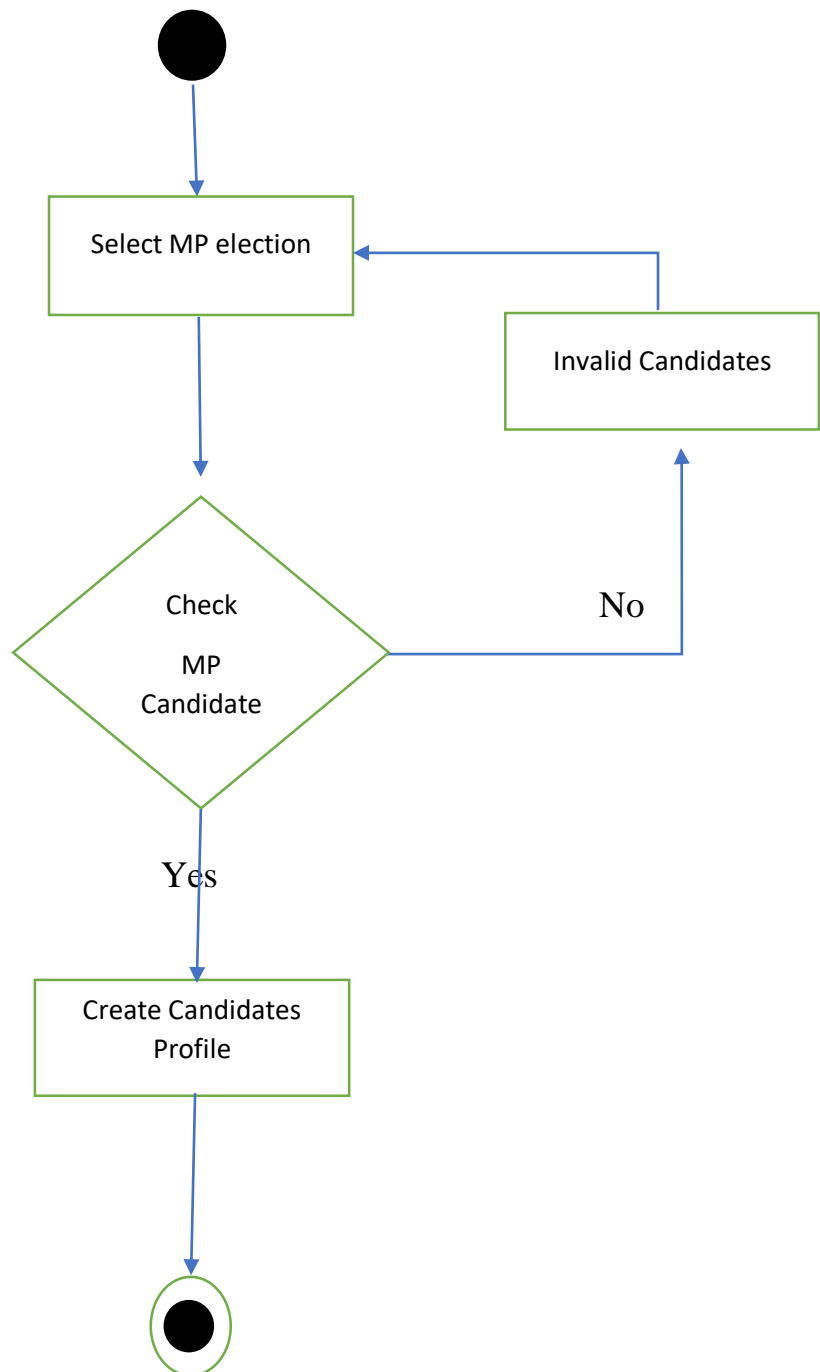 Select MP election
Invalid Candidates
Check
MP
Candidate
No
Yes
Create Candidates
Profile